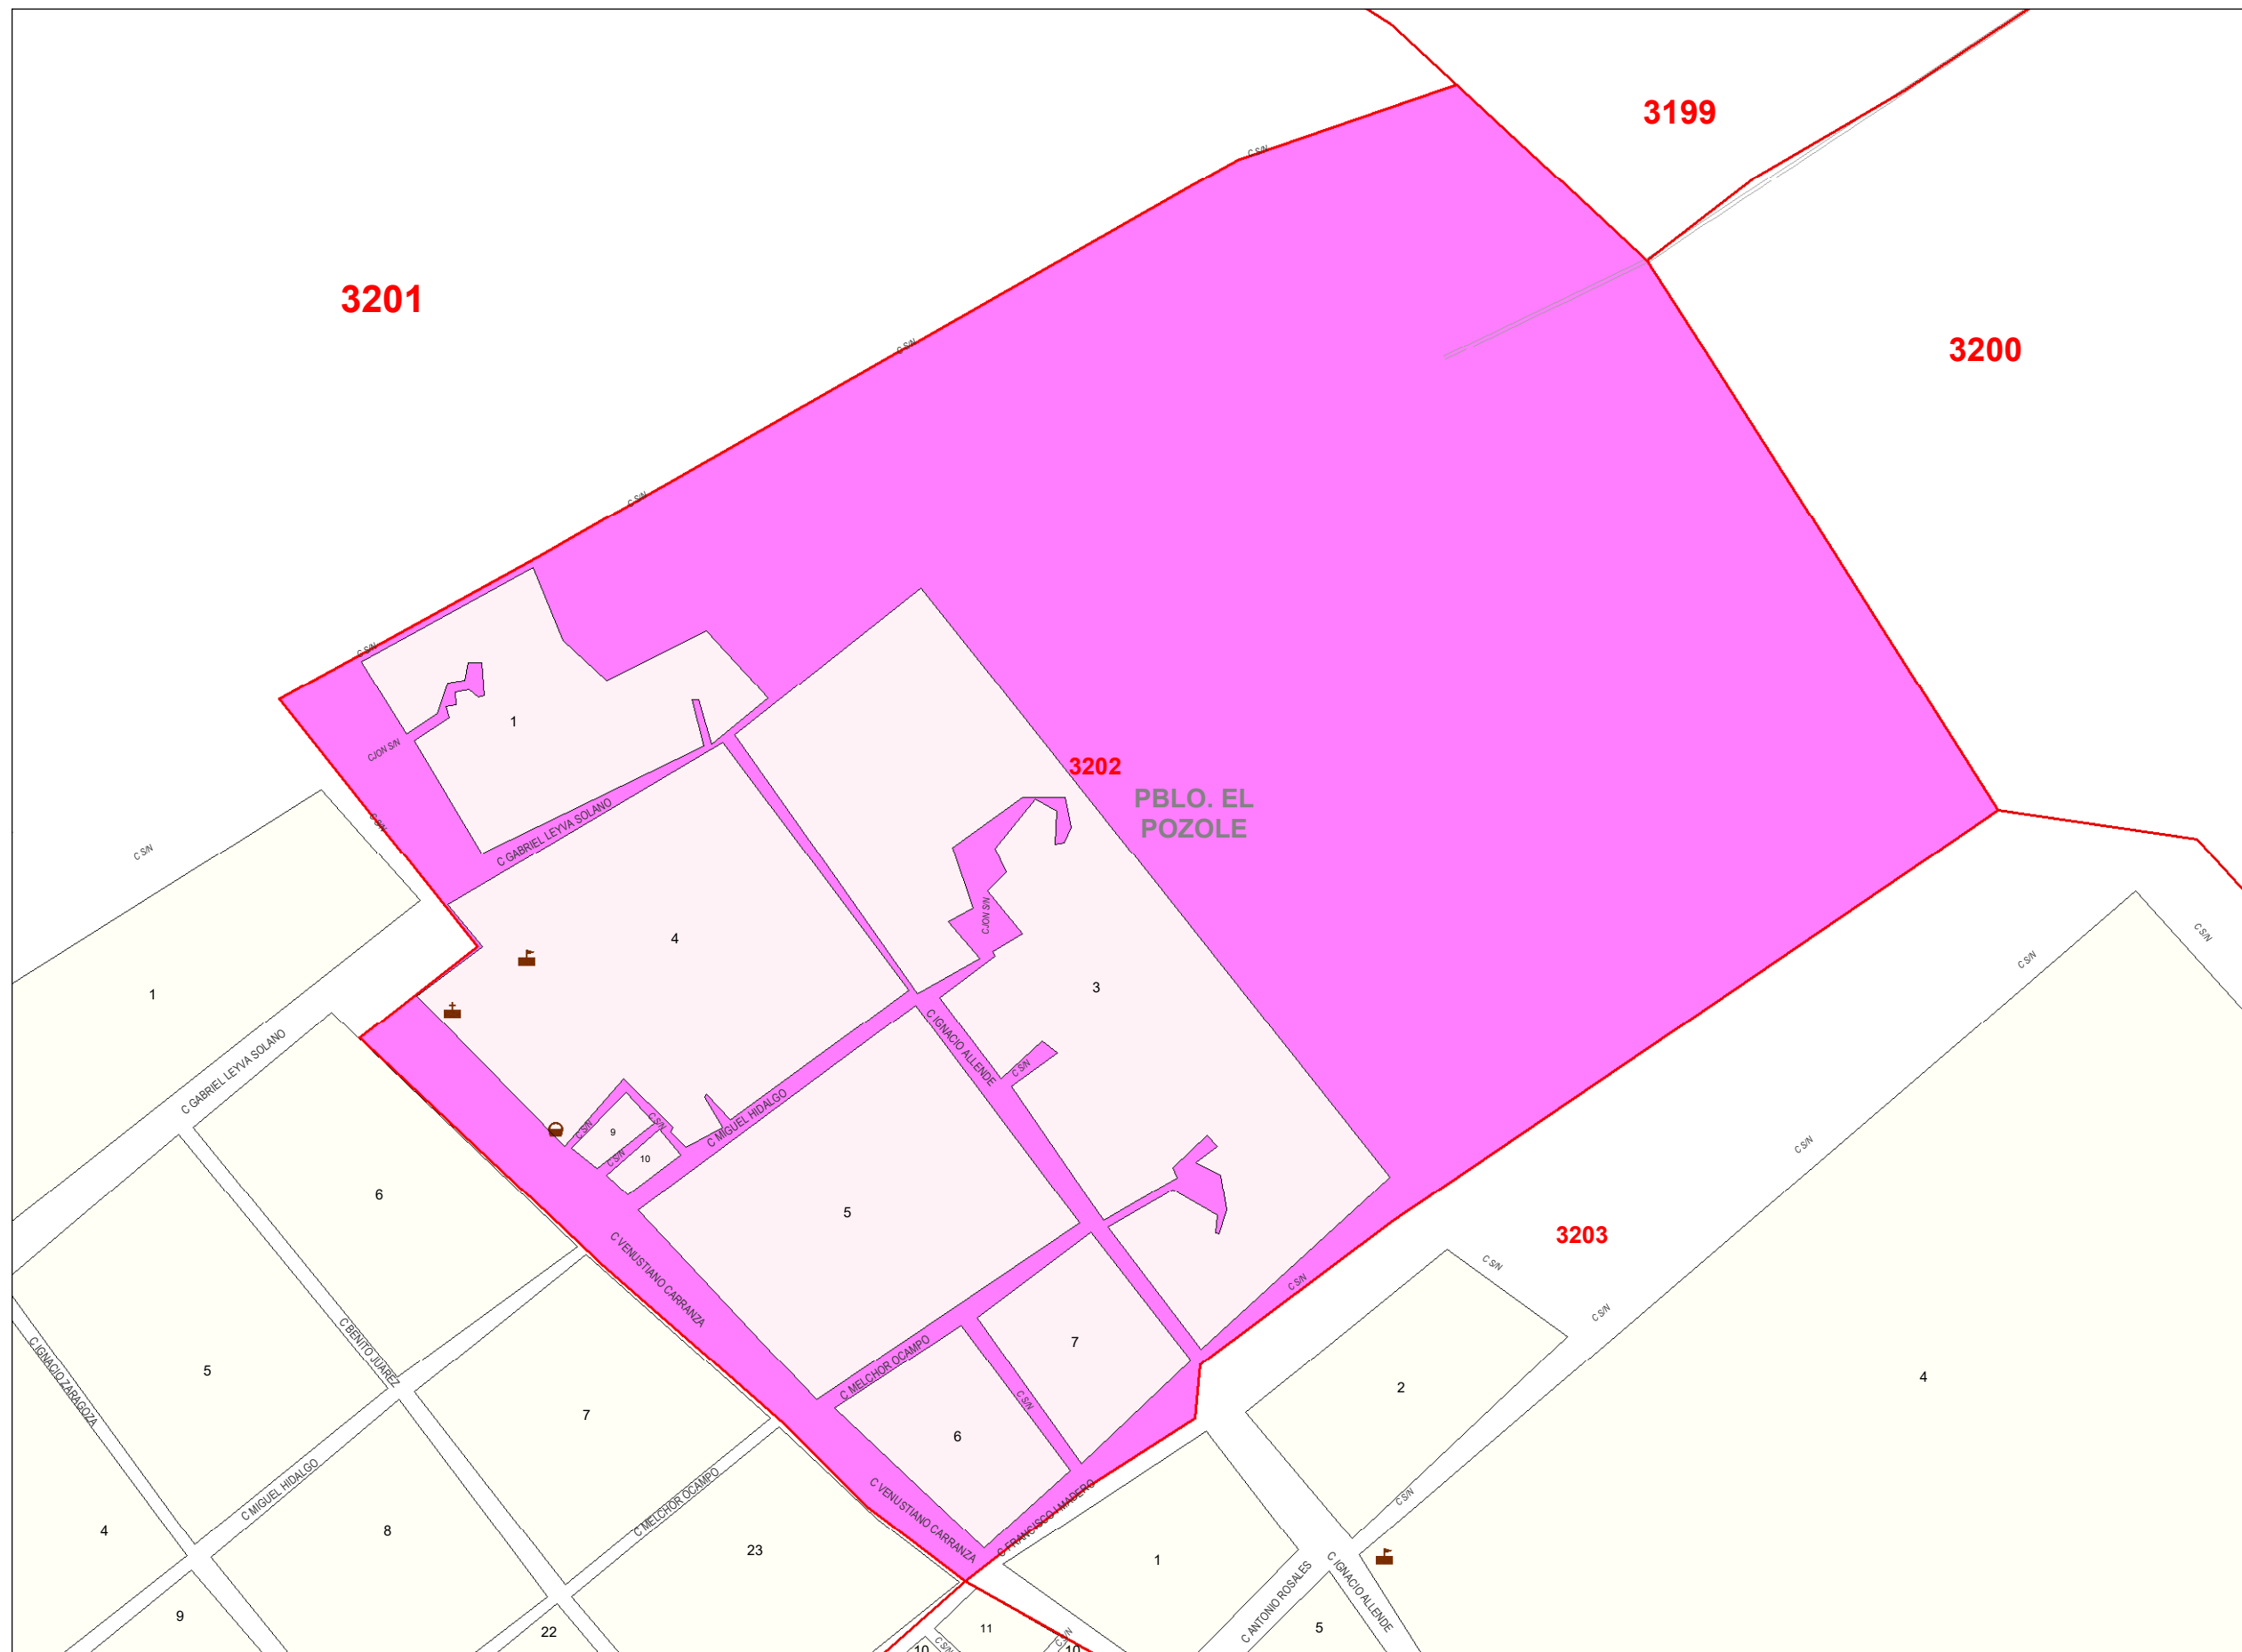 3199
C S/N
3201
C S/N
3200
C S/N
C S/N
1
CJON S/N
3202
PBLO. EL
POZOLE
C S/N
C GABRIEL LEYVA SOLANO
C S/N
CJON S/N
4
C S/N
C S/N
1
3
C IGNACIO ALLENDE
C GABRIEL LEYVA SOLANO
C S/N
C S/N
C S/N
9
C MIGUEL HIDALGO
C S/N
10
C S/N
6
5
3203
C VENUSTIANO CARRANZA
C S/N
C S/N
C S/N
7
C BENITO JUAREZ
C IGNACIO ZARAGOZA
5
C MELCHOR OCAMPO
C S/N
2
4
7
6
C MIGUEL HIDALGO
C MELCHOR OCAMPO
C VENUSTIANO CARRANZA
C FRANCISCO I MADERO
C S/N
4
8
23
1
C ANTONIO ROSALES
C IGNACIO ALLENDE
9
22
11
5
C S/N
C S/N
10
10